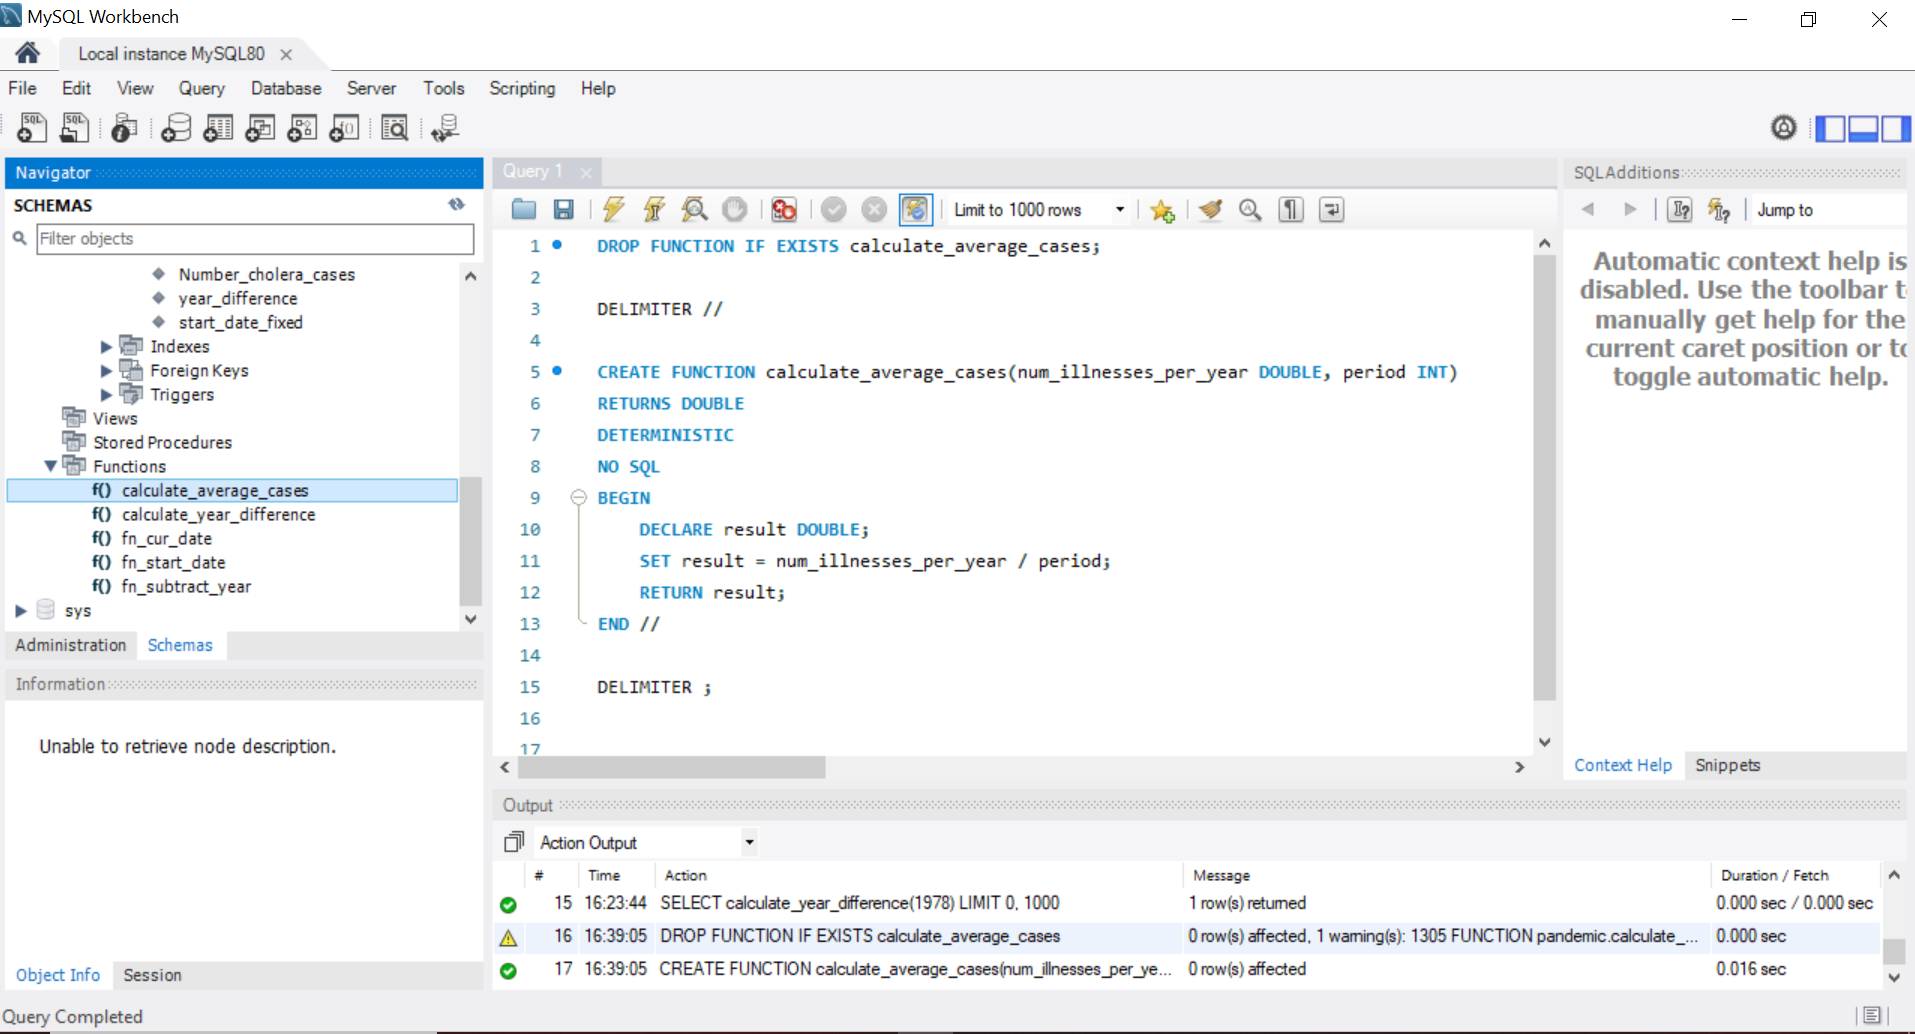 MySQL Workbench
Local instance MySQL80
File Edit View Query Database Server Tools Scripting Help
Navigator
SCHEMAS
Filter objects
Number_cholera_cases
year_difference
start_date_fixed
Indexes
Foreign Keys
Triggers
Views
Stored Procedures
Functions
f() calculate_average_cases
f() calculate_year_difference
f() fn_cur_date
f() fn_start_date
f() fn_subtract_year
sys
Administration Schemas
Information
Unable to retrieve node description.
Object Info Session
Query 1
Limit to 1000 rows
1 DROP FUNCTION IF EXISTS calculate_average_cases;
2
3 DELIMITER //
4
5 CREATE FUNCTION calculate_average_cases(num_illnesses_per_year DOUBLE, period INT)
6 RETURNS DOUBLE
7 DETERMINISTIC
8 NO SQL
9 BEGIN
10 DECLARE result DOUBLE;
11 SET result = num_illnesses_per_year / period;
12 RETURN result;
13 END //
14
15 DELIMITER ;
16
17
SQLAdditions
Jump to
Automatic context help is
disabled. Use the toolbar t
manually get help for the
current caret position or to
toggle automatic help.
Context Help Snippets
Output
Action Output
# Time Action Message Duration / Fetch
15 16:23:44 SELECT calculate_year_difference(1978) LIMIT 0, 1000 1 row(s) returned 0.000 sec / 0.000 sec
16 16:39:05 DROP FUNCTION IF EXISTS calculate_average_cases 0 row(s) affected, 1 warning(s): 1305 FUNCTION pandemic.calculate_... 0.000 sec
17 16:39:05 CREATE FUNCTION calculate_average_cases(num_illnesses_per_ye... 0 row(s) affected 0.016 sec
Query Completed